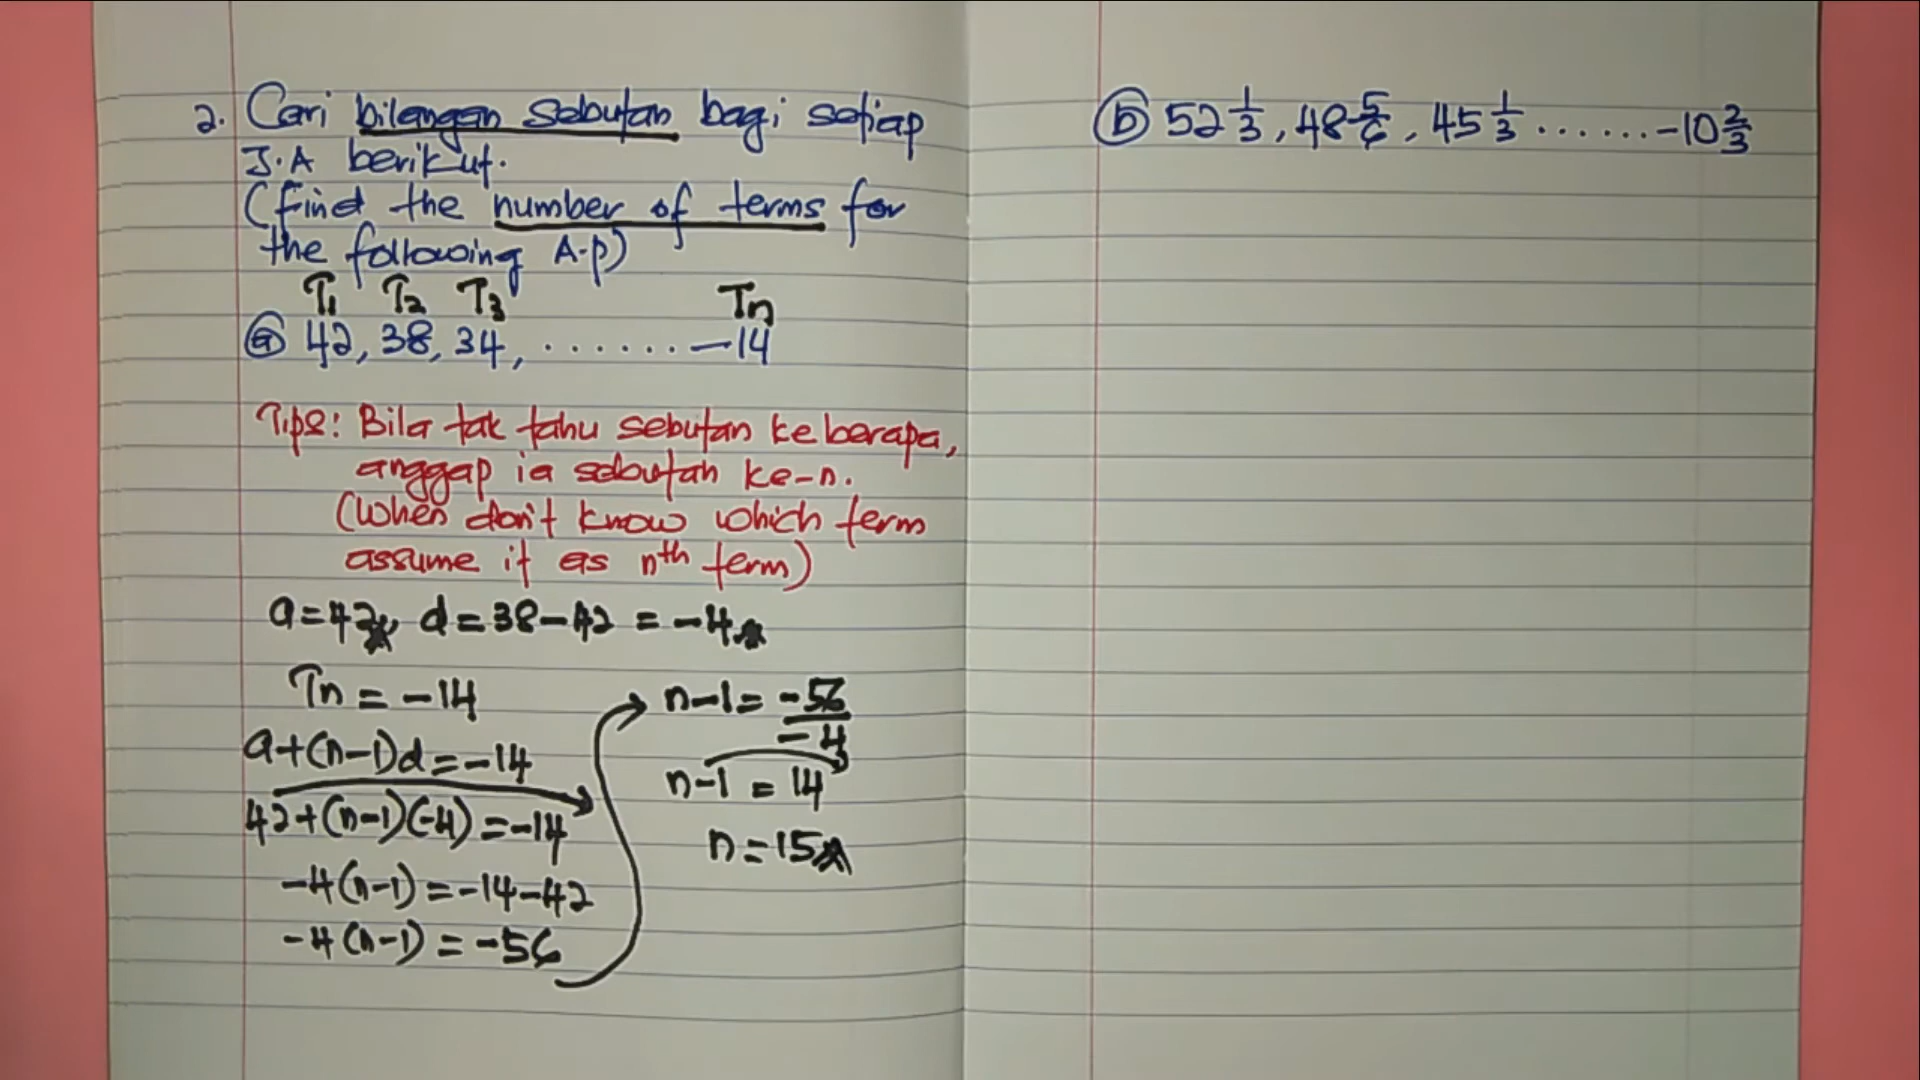 2. Cari bilangan sebutan bagi setiap
J.A berikut.
(Find the number of terms for
the following A.P)
T₁ T₂ T₃ Tn
ⓐ 42, 38, 34, ....... -14
Tips: Bila tak tahu sebutan keberapa,
anggap ia sebutan ke-n.
(When don't know which term
assume it as nth term)
a = 42, d = 38 - 42 = -4
Tn = -14
a+(n-1)d = -14
42+(n-1)(-4) = -14
-4(n-1) = -14-42
-4(n-1) = -56
n-1 = -56/-4
n-1 = 14
n = 15
ⓑ 52 1/3, 48 5/6, 45 1/3 ....... -10 2/3